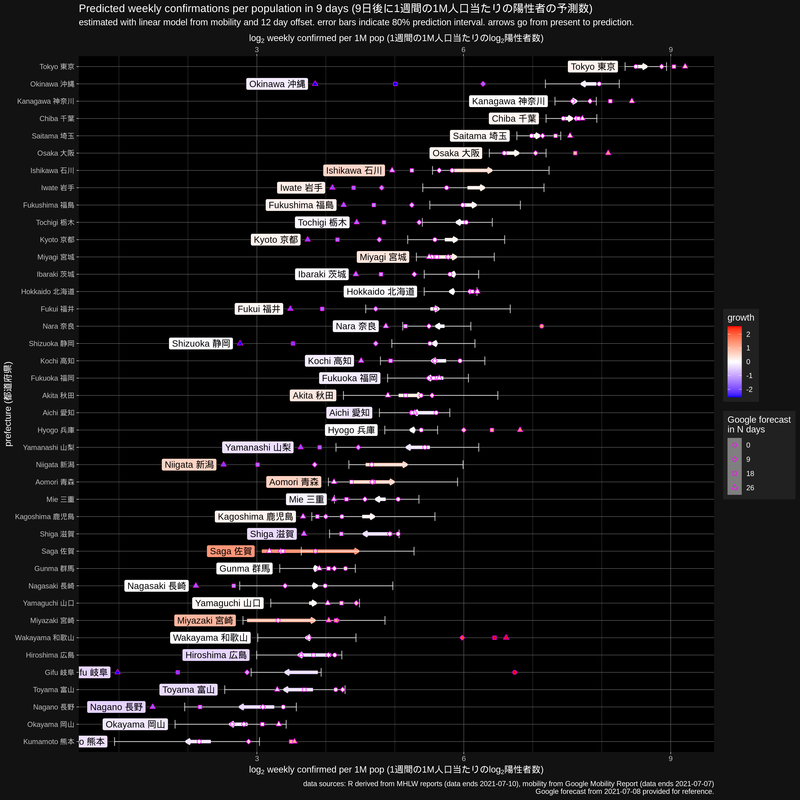 Predicted weekly confirmations per population in 9 days (9日後に1週間の1M人口当たりの陽性者の予測数)
estimated with linear model from mobility and 12 day offset. error bars indicate 80% prediction interval. arrows go from present to prediction.
log2 weekly confirmed per 1M pop (1週間の1M人口当たりのlog2陽性者数)
3 6 9
prefecture (都道府県)
Tokyo 東京 Tokyo 東京
Okinawa 沖縄 Okinawa 沖縄
Kanagawa 神奈川 Kanagawa 神奈川
Chiba 千葉 Chiba 千葉
Saitama 埼玉 Saitama 埼玉
Osaka 大阪 Osaka 大阪
Ishikawa 石川 Ishikawa 石川
Iwate 岩手 Iwate 岩手
Fukushima 福島 Fukushima 福島
Tochigi 栃木 Tochigi 栃木
Kyoto 京都 Kyoto 京都
Miyagi 宮城 Miyagi 宮城
Ibaraki 茨城 Ibaraki 茨城
Hokkaido 北海道 Hokkaido 北海道
Fukui 福井 Fukui 福井
Nara 奈良 Nara 奈良
Shizuoka 静岡 Shizuoka 静岡
Kochi 高知 Kochi 高知
Fukuoka 福岡 Fukuoka 福岡
Akita 秋田 Akita 秋田
Aichi 愛知 Aichi 愛知
Hyogo 兵庫 Hyogo 兵庫
Yamanashi 山梨 Yamanashi 山梨
Niigata 新潟 Niigata 新潟
Aomori 青森 Aomori 青森
Mie 三重 Mie 三重
Kagoshima 鹿児島 Kagoshima 鹿児島
Shiga 滋賀 Shiga 滋賀
Saga 佐賀 Saga 佐賀
Gunma 群馬 Gunma 群馬
Nagasaki 長崎 Nagasaki 長崎
Yamaguchi 山口 Yamaguchi 山口
Miyazaki 宮崎 Miyazaki 宮崎
Wakayama 和歌山 Wakayama 和歌山
Hiroshima 広島 Hiroshima 広島
Gifu 岐阜 fu 岐阜
Toyama 富山 Toyama 富山
Nagano 長野 Nagano 長野
Okayama 岡山 Okayama 岡山
Kumamoto 熊本 o 熊本
3 6 9
log2 weekly confirmed per 1M pop (1週間の1M人口当たりのlog2陽性者数)
growth
2
1
0
-1
-2
Google forecast
in N days
0
9
18
26
data sources: R derived from MHLW reports (data ends 2021-07-10), mobility from Google Mobility Report (data ends 2021-07-07)
Google forecast from 2021-07-08 provided for reference.